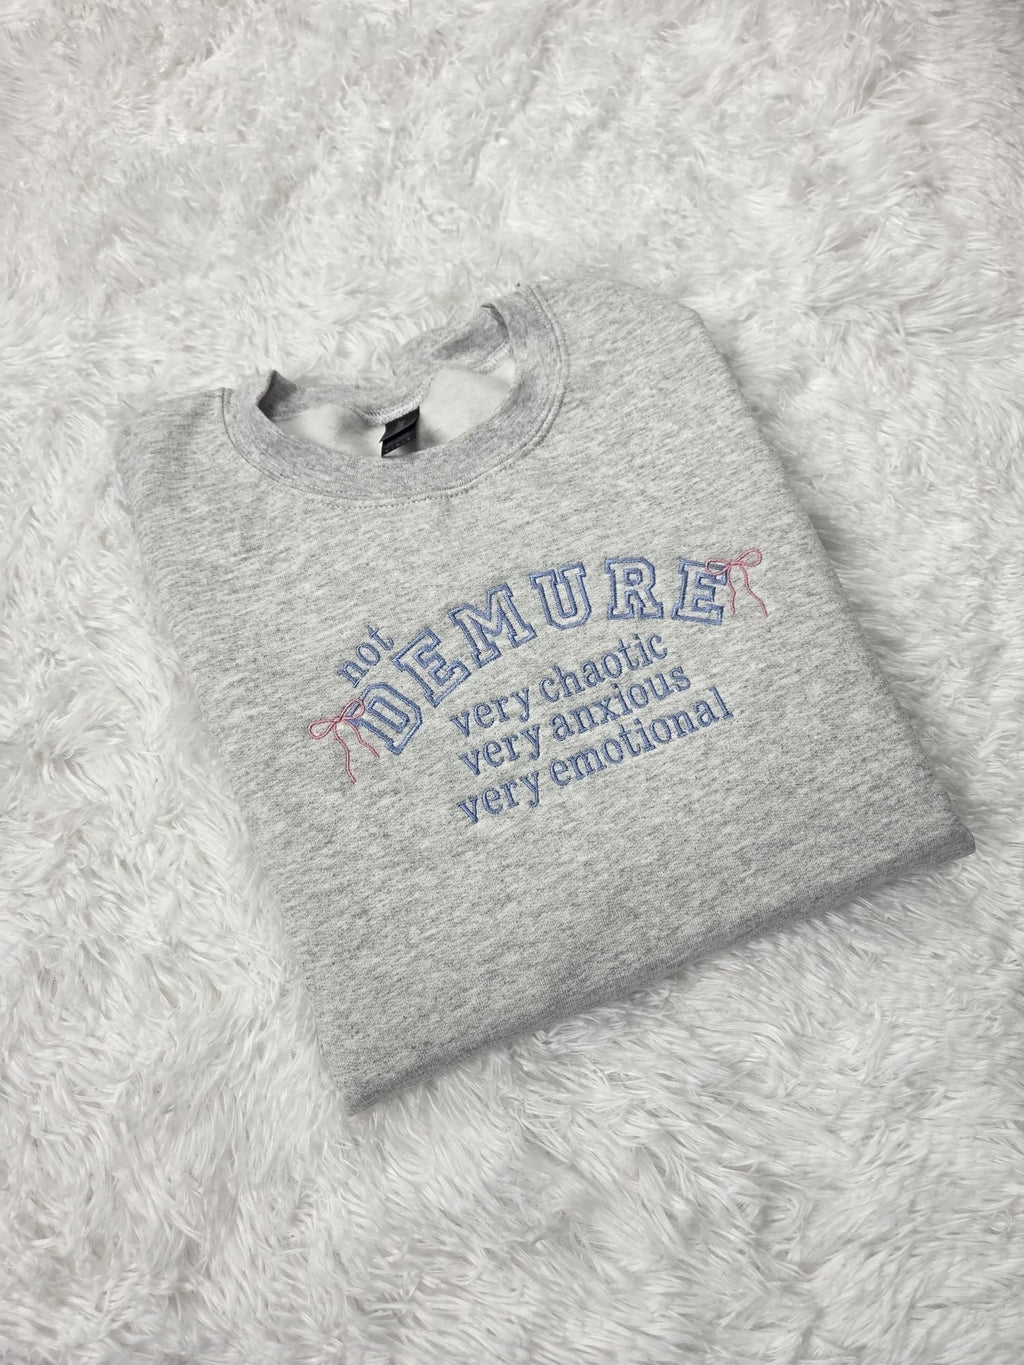 not
DEMURE
very chaotic
very anxious
very emotional